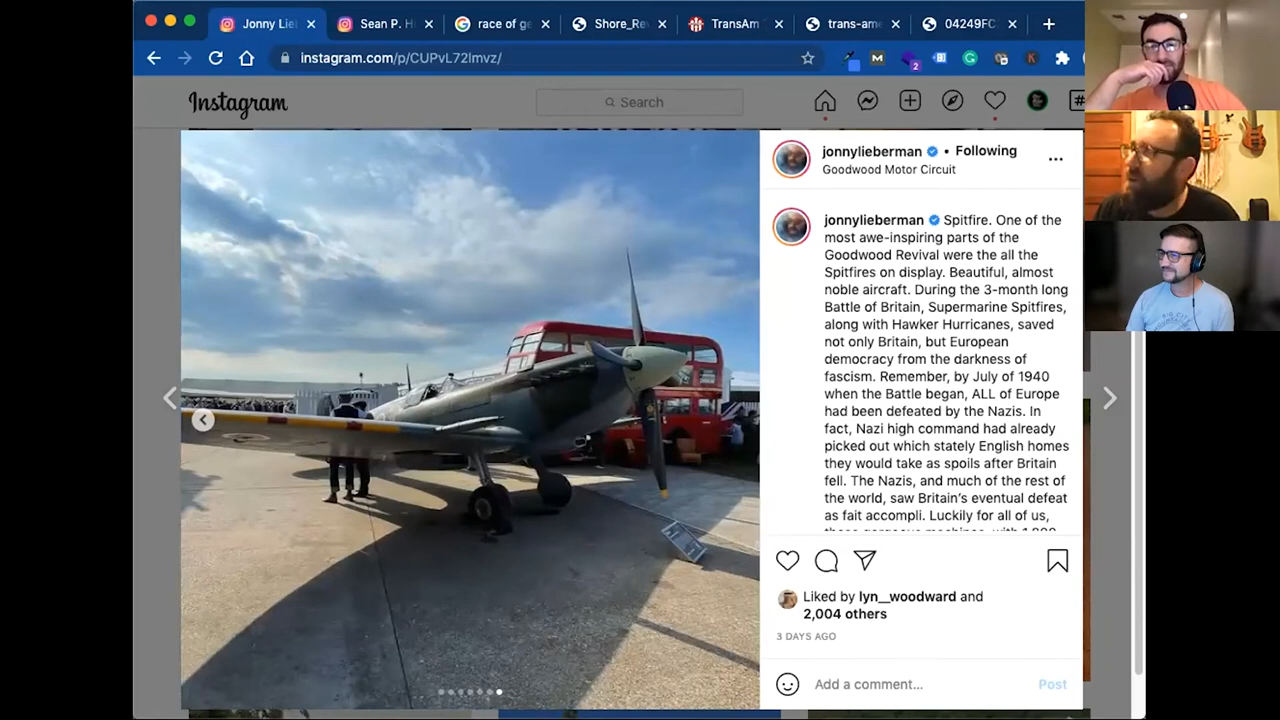 Jonny Lie
Sean P. H
race of ge
Shore_Re
TransAm
trans-am
04249FC
instagram.com/p/CUPvL72lmvz/
M
2
K
Instagram
Search
jonnylieberman • Following
Goodwood Motor Circuit
jonnylieberman Spitfire. One of the
most awe-inspiring parts of the
Goodwood Revival were the all the
Spitfires on display. Beautiful, almost
noble aircraft. During the 3-month long
Battle of Britain, Supermarine Spitfires,
along with Hawker Hurricanes, saved
not only Britain, but European
democracy from the darkness of
fascism. Remember, by July of 1940
when the Battle began, ALL of Europe
had been defeated by the Nazis. In
fact, Nazi high command had already
picked out which stately English homes
they would take as spoils after Britain
fell. The Nazis, and much of the rest of
the world, saw Britain's eventual defeat
as fait accompli. Luckily for all of us,
Liked by lyn__woodward and
2,004 others
3 DAYS AGO
Add a comment...
Post